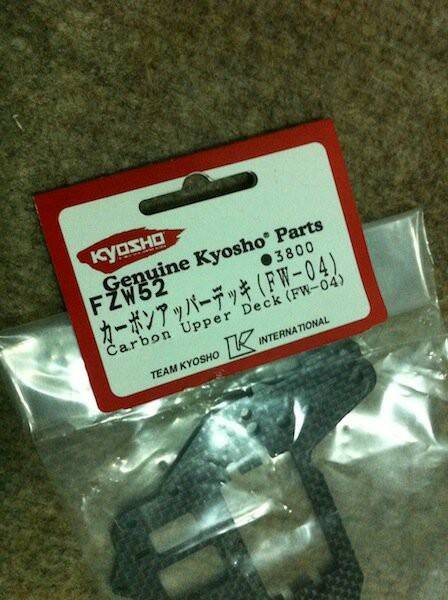 KYOSHO
Genuine Kyosho® Parts
FZW52
●3800
カーボンアッパーデッキ(FW-04)
Carbon Upper Deck(FW-04)
TEAM KYOSHO K INTERNATIONAL